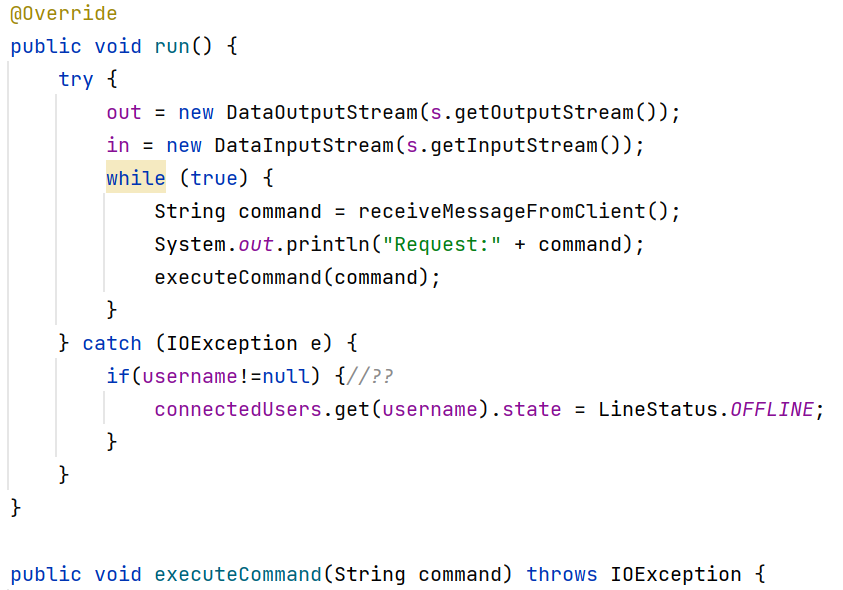 @Override
public void run() {
    try {
        out = new DataOutputStream(s.getOutputStream());
        in = new DataInputStream(s.getInputStream());
        while (true) {
            String command = receiveMessageFromClient();
            System.out.println("Request:" + command);
            executeCommand(command);
        }
    } catch (IOException e) {
        if(username!=null) {//??
            connectedUsers.get(username).state = LineStatus.OFFLINE;
        }
    }
}

public void executeCommand(String command) throws IOException {